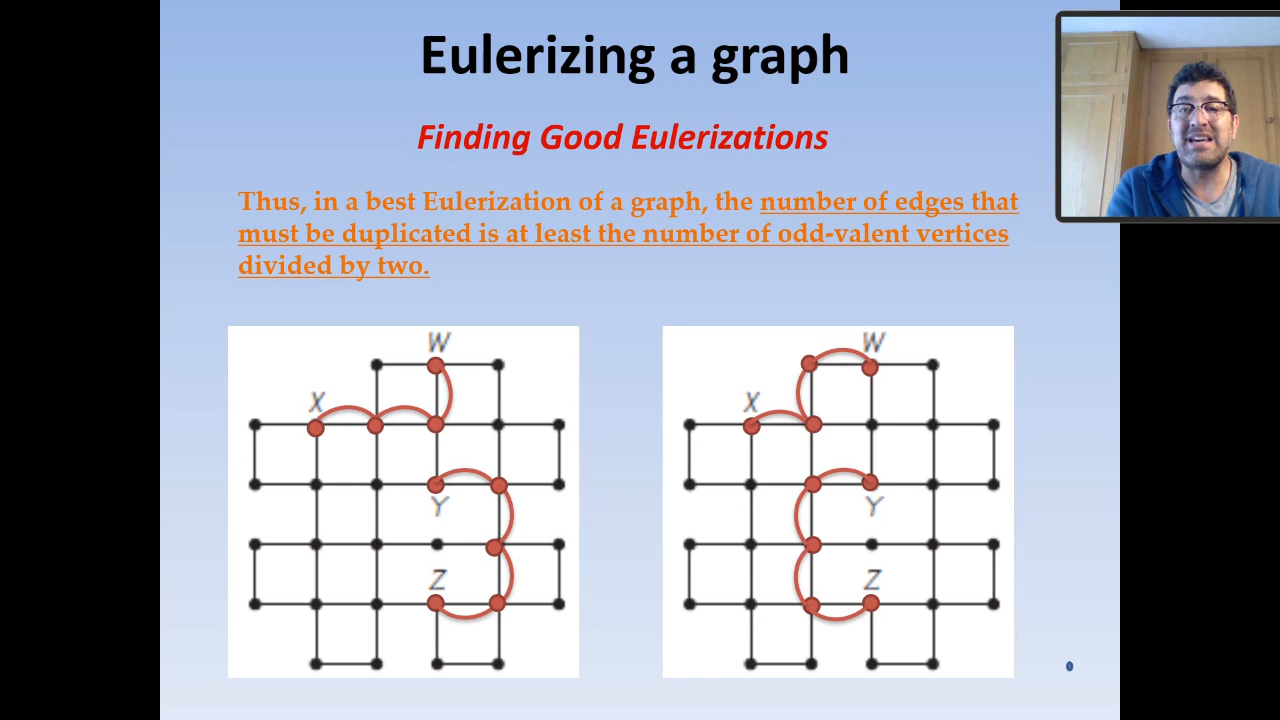 Eulerizing a graph
Finding Good Eulerizations
Thus, in a best Eulerization of a graph, the number of edges that
must be duplicated is at least the number of odd-valent vertices
divided by two.
W
X
Y
Z
W
X
Y
Z